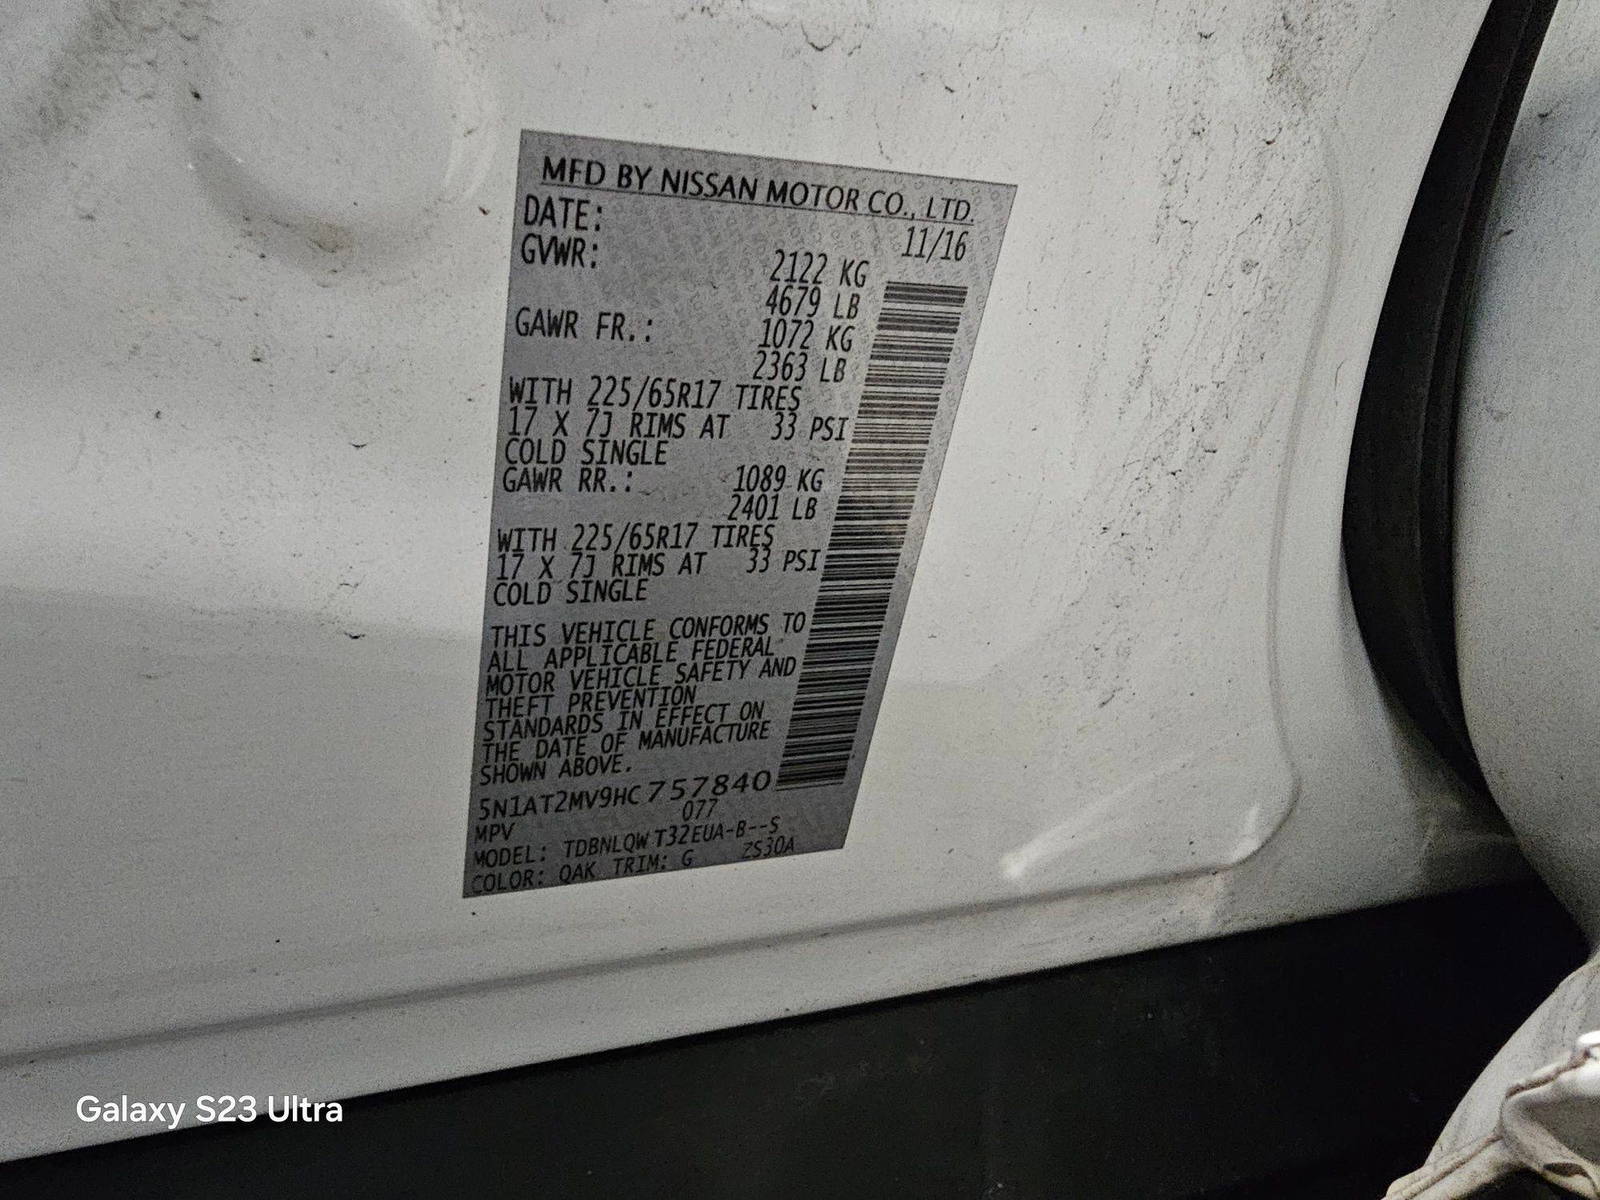 MFD BY NISSAN MOTOR CO., LTD.
DATE: 11/16
GVWR: 2122 KG
4679 LB
GAWR FR.: 1072 KG
2363 LB
WITH 225/65R17 TIRES
17 X 7J RIMS AT 33 PSI
COLD SINGLE
GAWR RR.: 1089 KG
2401 LB
WITH 225/65R17 TIRES
17 X 7J RIMS AT 33 PSI
COLD SINGLE
THIS VEHICLE CONFORMS TO
ALL APPLICABLE FEDERAL
MOTOR VEHICLE SAFETY AND
THEFT PREVENTION
STANDARDS IN EFFECT ON
THE DATE OF MANUFACTURE
SHOWN ABOVE.
5N1AT2MV9HC757840
MPV 077
MODEL: TDBNLQWT32EUA-B--S
COLOR: QAK TRIM: G ZS30A
Galaxy S23 Ultra